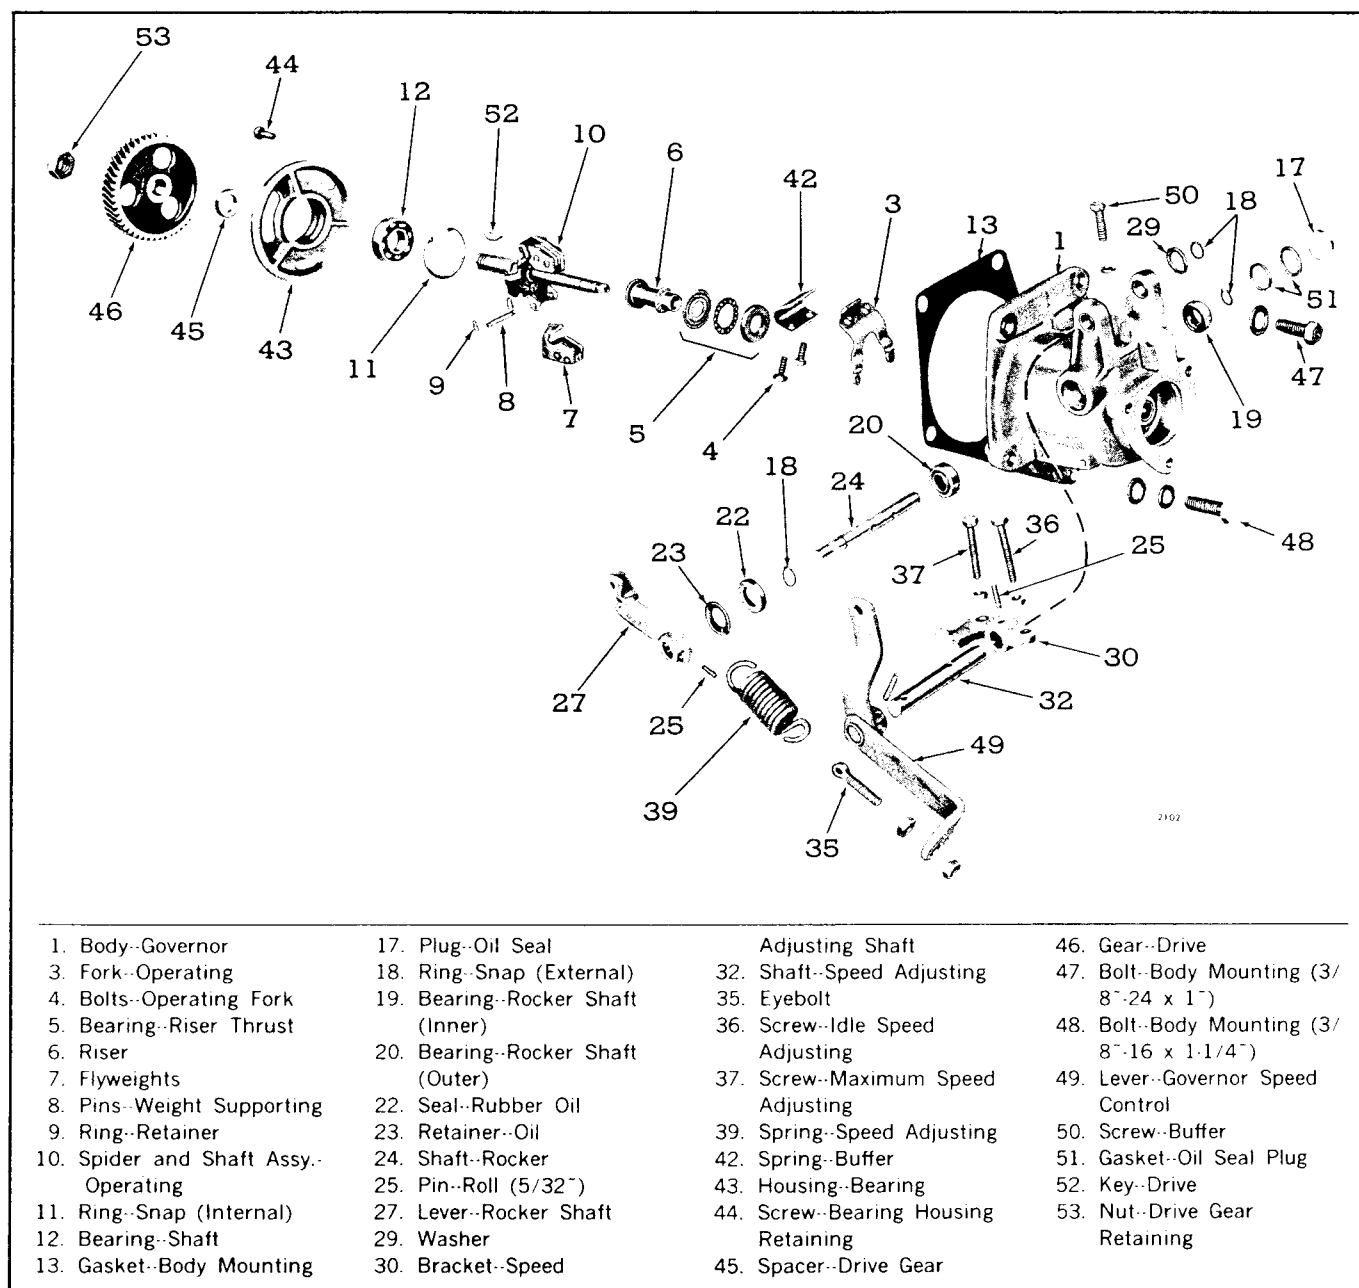 53
44
12
52
10
6
42
3
50
17
18
13
1
29
46
45
43
11
9
8
7
5
4
51
47
19
20
18
24
22
23
37
36
25
48
27
25
39
30
32
49
35
2102
1. Body--Governor
3. Fork--Operating
4. Bolts--Operating Fork
5. Bearing--Riser Thrust
6. Riser
7. Flyweights
8. Pins--Weight Supporting
9. Ring--Retainer
10. Spider and Shaft Assy.-
Operating
11. Ring--Snap (Internal)
12. Bearing--Shaft
13. Gasket--Body Mounting
17. Plug--Oil Seal
18. Ring--Snap (External)
19. Bearing--Rocker Shaft
(Inner)
20. Bearing--Rocker Shaft
(Outer)
22. Seal--Rubber Oil
23. Retainer--Oil
24. Shaft--Rocker
25. Pin--Roll (5/32")
27. Lever--Rocker Shaft
29. Washer
30. Bracket--Speed
Adjusting Shaft
32. Shaft--Speed Adjusting
35. Eyebolt
36. Screw--Idle Speed
Adjusting
37. Screw--Maximum Speed
Adjusting
39. Spring--Speed Adjusting
42. Spring--Buffer
43. Housing--Bearing
44. Screw--Bearing Housing
Retaining
45. Spacer--Drive Gear
46. Gear--Drive
47. Bolt--Body Mounting (3/
8"-24 x 1")
48. Bolt--Body Mounting (3/
8"-16 x 1-1/4")
49. Lever--Governor Speed
Control
50. Screw--Buffer
51. Gasket--Oil Seal Plug
52. Key--Drive
53. Nut--Drive Gear
Retaining